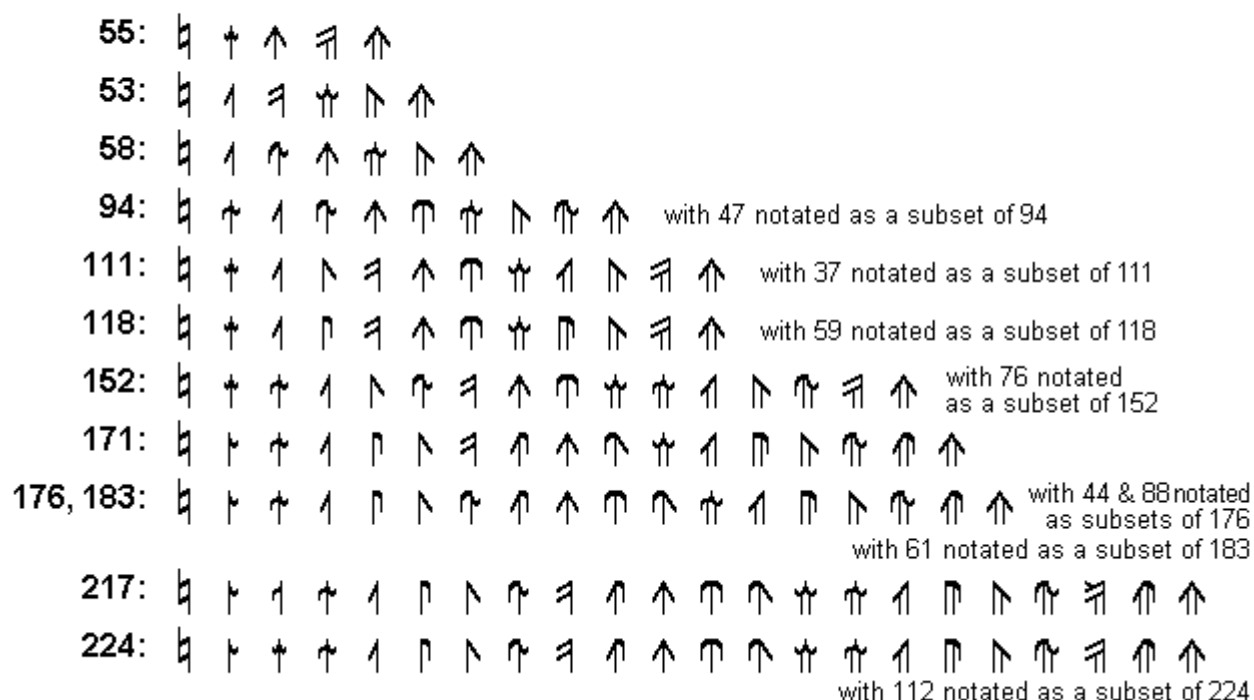 55:
53:
58:
94: with 47 notated as a subset of 94
111: with 37 notated as a subset of 111
118: with 59 notated as a subset of 118
152: with 76 notated
as a subset of 152
171:
176, 183: with 44 & 88 notated
as subsets of 176
with 61 notated as a subset of 183
217:
224:
with 112 notated as a subset of 224